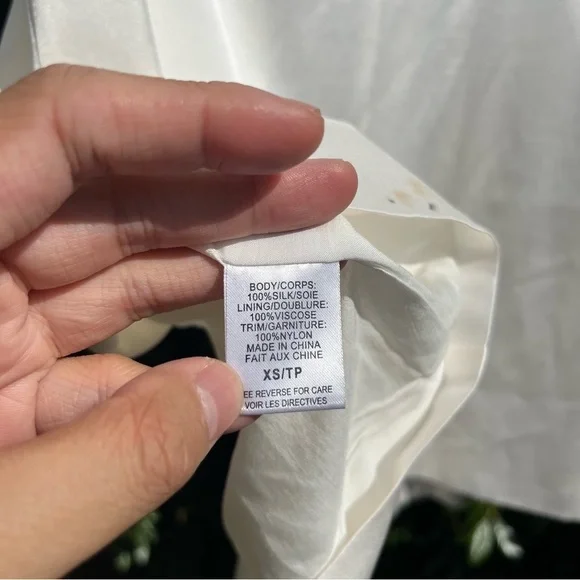 BODY/CORPS:
100%SILK/SOIE
LINING/DOUBLURE:
100%VISCOSE
TRIM/GARNITURE:
100%NYLON
MADE IN CHINA
FAIT AUX CHINE
XS/TP
EE REVERSE FOR CARE
VOIR LES DIRECTIVES